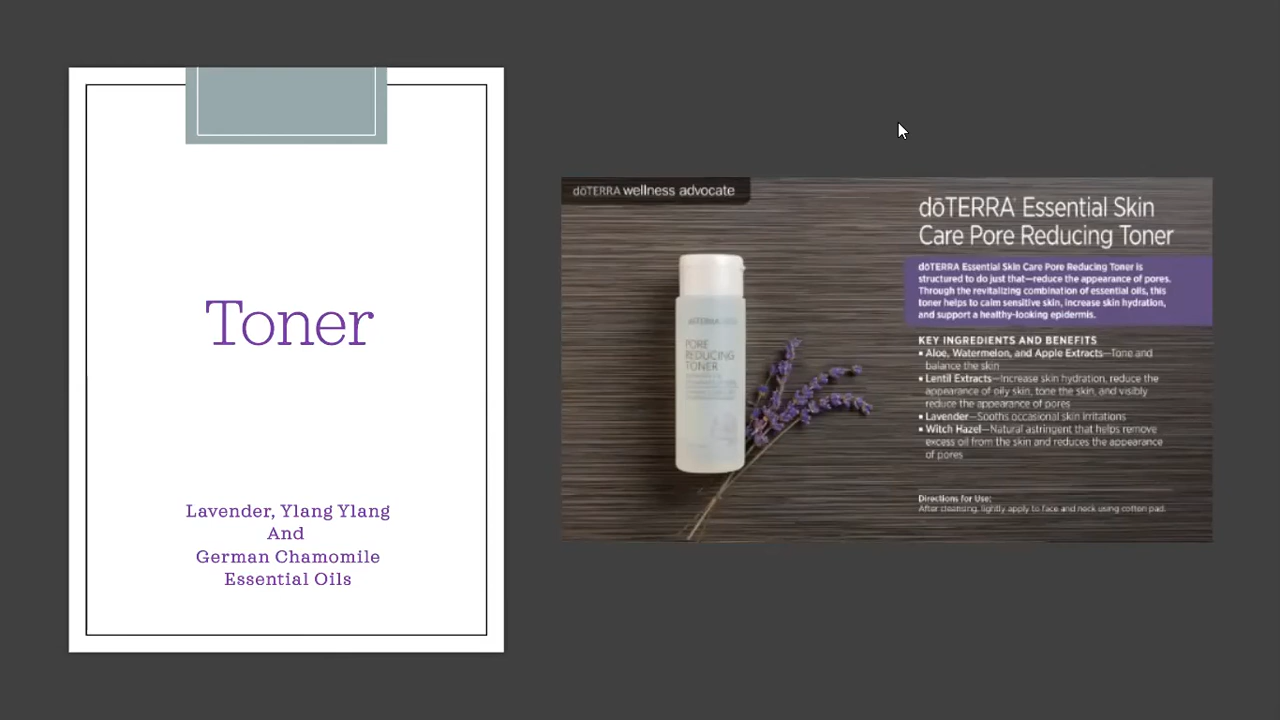 Toner
Lavender, Ylang Ylang
And
German Chamomile
Essential Oils
dōTERRA wellness advocate
PORE
REDUCING
TONER
dōTERRA Essential Skin
Care Pore Reducing Toner
dōTERRA Essential Skin Care Pore Reducing Toner is
structured to do just that—reduce the appearance of pores.
Through the revitalizing combination of essential oils, this
toner helps to calm sensitive skin, increase skin hydration,
and support a healthy-looking epidermis.
KEY INGREDIENTS AND BENEFITS
▪ Aloe, Watermelon, and Apple Extracts—Tone and
balance the skin
▪ Lentil Extracts—Increase skin hydration, reduce the
appearance of oily skin, tone the skin, and visibly
reduce the appearance of pores
▪ Lavender—Sooths occasional skin irritations
▪ Witch Hazel—Natural astringent that helps remove
excess oil from the skin and reduces the appearance
of pores
Directions for Use:
After cleansing, lightly apply to face and neck using cotton pad.